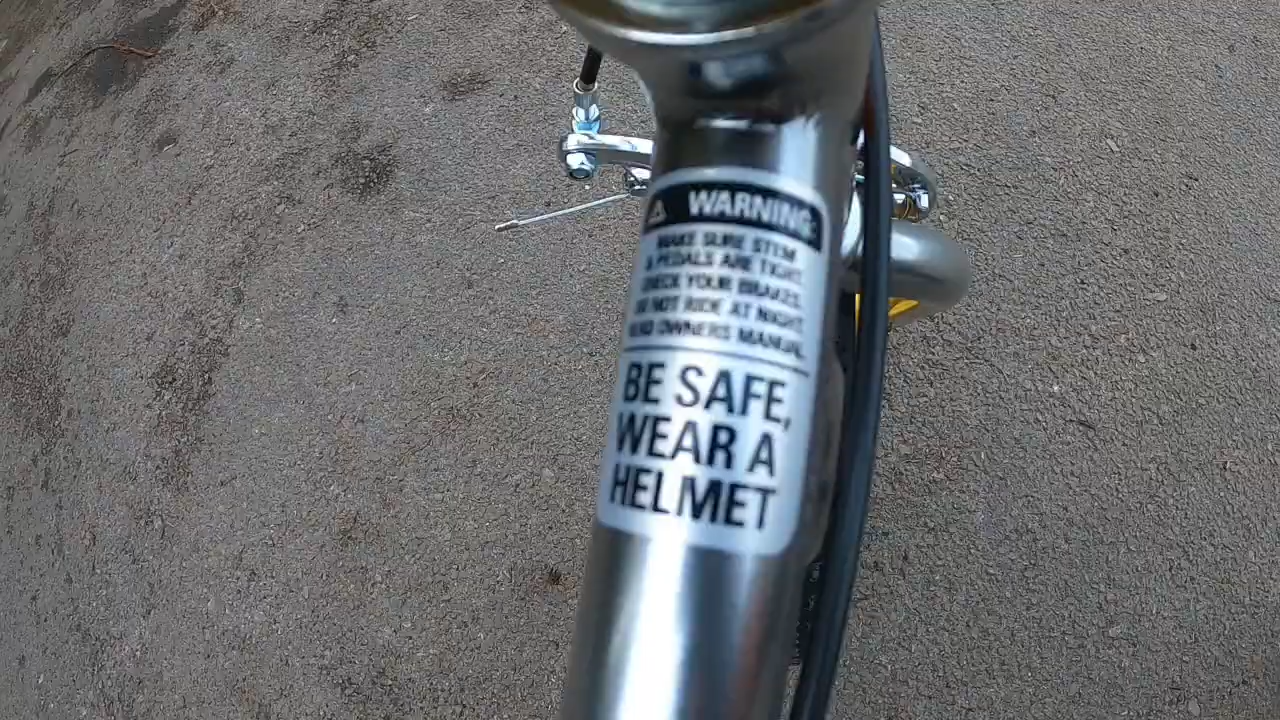 WARNING:
MAKE SURE STEM
& PEDALS ARE TIGHT.
CHECK YOUR BRAKES.
DO NOT RIDE AT NIGHT.
READ OWNERS MANUAL
BE SAFE,
WEAR A
HELMET